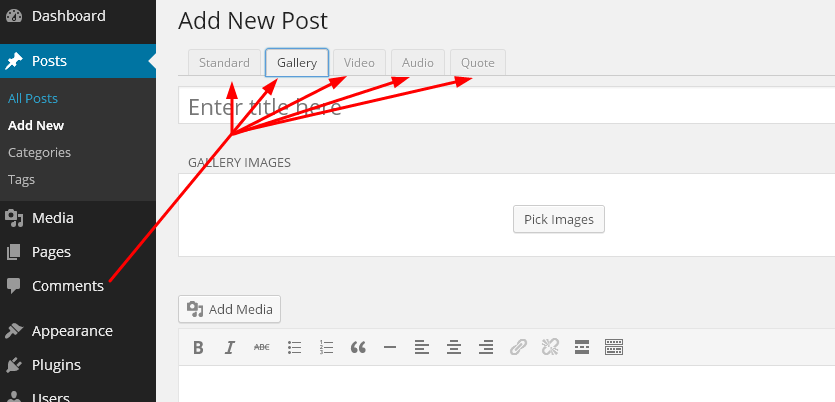 Dashboard
Posts
All Posts
Add New
Categories
Tags
Media
Pages
Comments
Appearance
Plugins
Users
Add New Post
Standard
Gallery
Video
Audio
Quote
Enter title here
GALLERY IMAGES
Pick Images
Add Media
B
I
ABC